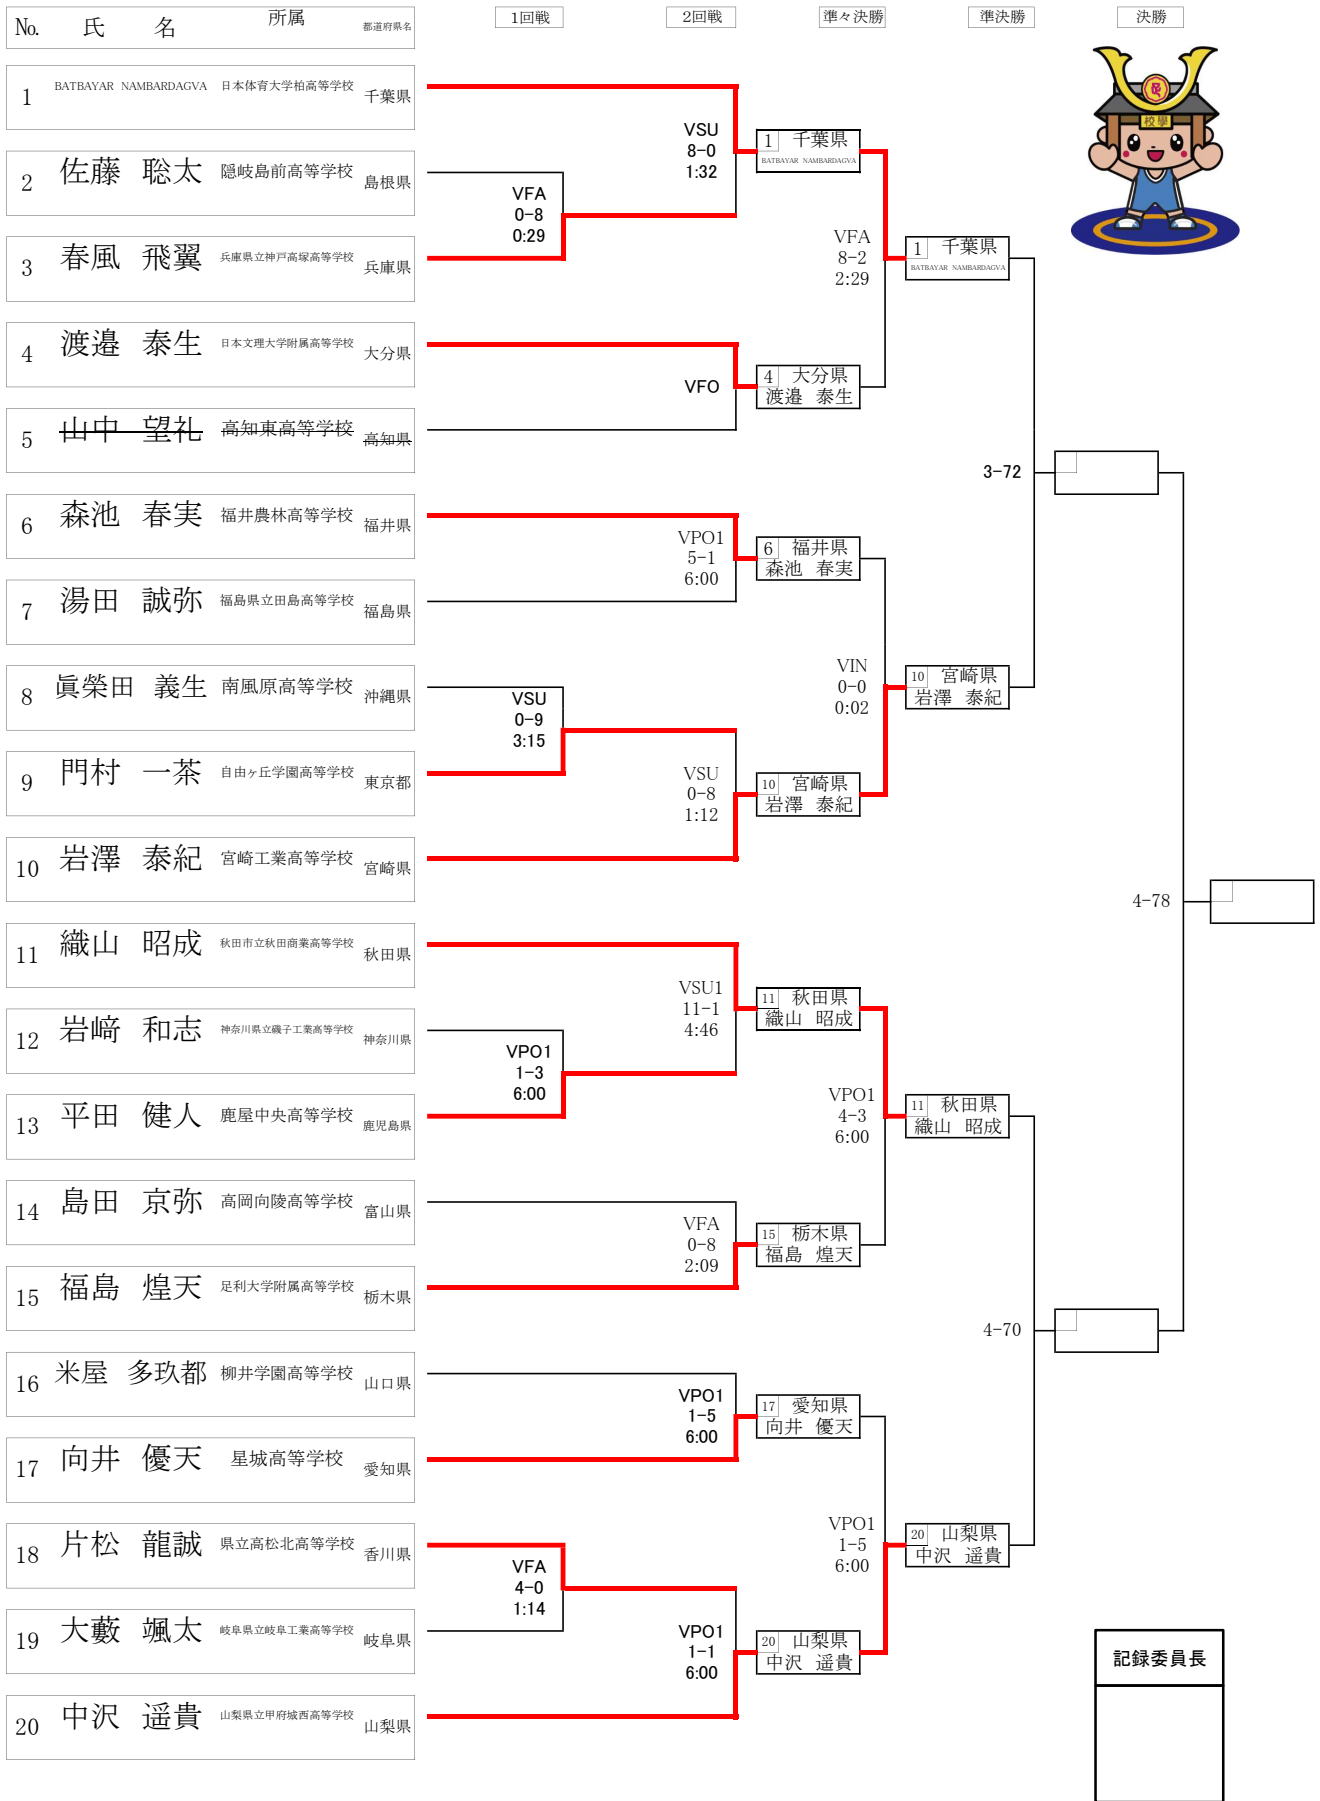 No. 氏 名 所属 都道府県名 1回戦 2回戦 準々決勝 準決勝 決勝
1 BATBAYAR NAMBARDAGVA 日本体育大学柏高等学校 千葉県
2 佐藤 聡太 隠岐島前高等学校 島根県
3 春風 飛翼 兵庫県立神戸高塚高等学校 兵庫県
4 渡邉 泰生 日本文理大学附属高等学校 大分県
5 山中 望礼 高知東高等学校 高知県
6 森池 春実 福井農林高等学校 福井県
7 湯田 誠弥 福島県立田島高等学校 福島県
8 眞榮田 義生 南風原高等学校 沖縄県
9 門村 一茶 自由ヶ丘学園高等学校 東京都
10 岩澤 泰紀 宮崎工業高等学校 宮崎県
11 織山 昭成 秋田市立秋田商業高等学校 秋田県
12 岩﨑 和志 神奈川県立磯子工業高等学校 神奈川県
13 平田 健人 鹿屋中央高等学校 鹿児島県
14 島田 京弥 高岡向陵高等学校 富山県
15 福島 煌天 足利大学附属高等学校 栃木県
16 米屋 多玖都 柳井学園高等学校 山口県
17 向井 優天 星城高等学校 愛知県
18 片松 龍誠 県立高松北高等学校 香川県
19 大藪 颯太 岐阜県立岐阜工業高等学校 岐阜県
20 中沢 遥貴 山梨県立甲府城西高等学校 山梨県
VFA
0-8
0:29
VSU
0-9
3:15
VPO1
1-3
6:00
VFA
4-0
1:14
VSU
8-0
1:32
VFO
VPO1
5-1
6:00
VSU
0-8
1:12
VSU1
11-1
4:46
VFA
0-8
2:09
VPO1
1-5
6:00
VPO1
1-1
6:00
1 千葉県
BATBAYAR NAMBARDAGVA
4 大分県
渡邉 泰生
6 福井県
森池 春実
10 宮崎県
岩澤 泰紀
11 秋田県
織山 昭成
15 栃木県
福島 煌天
17 愛知県
向井 優天
20 山梨県
中沢 遥貴
VFA
8-2
2:29
VIN
0-0
0:02
VPO1
4-3
6:00
VPO1
1-5
6:00
1 千葉県
BATBAYAR NAMBARDAGVA
10 宮崎県
岩澤 泰紀
11 秋田県
織山 昭成
20 山梨県
中沢 遥貴
3-72
4-70
4-78
校學
記録委員長